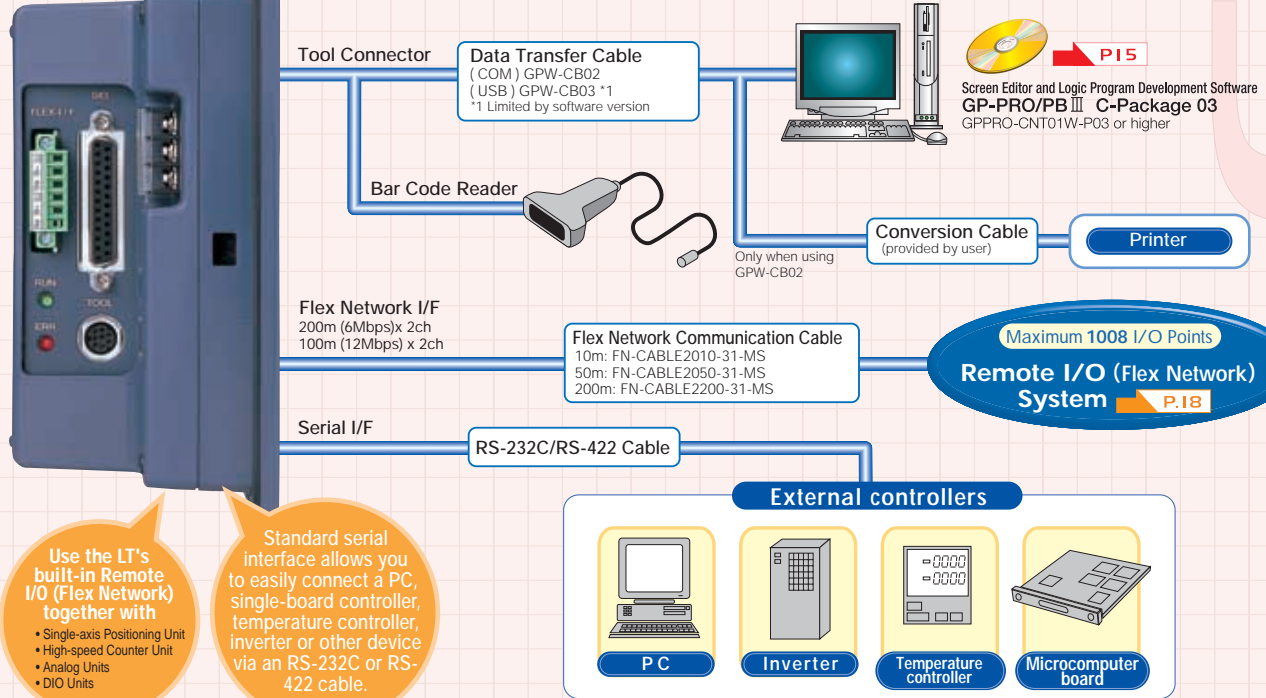 Tool Connector
Data Transfer Cable
( COM ) GPW-CB02
( USB ) GPW-CB03 *1
*1 Limited by software version
P15
Screen Editor and Logic Program Development Software
GP-PRO/PBⅢ C-Package 03
GPPRO-CNT01W-P03 or higher
Bar Code Reader
Only when using
GPW-CB02
Conversion Cable
(provided by user)
Printer
FLEX I/F
SIO
RUN
TOOL
ERR
Flex Network I/F
200m (6Mbps)x 2ch
100m (12Mbps) x 2ch
Flex Network Communication Cable
10m: FN-CABLE2010-31-MS
50m: FN-CABLE2050-31-MS
200m: FN-CABLE2200-31-MS
Maximum 1008 I/O Points
Remote I/O (Flex Network)
System P.18
Serial I/F
RS-232C/RS-422 Cable
External controllers
-0000
-0000
PC
Inverter
Temperature
controller
Microcomputer
board
Use the LT's
built-in Remote
I/0 (Flex Network)
together with
• Single-axis Positioning Unit
• High-speed Counter Unit
• Analog Units
• DIO Units
Standard serial
interface allows you
to easily connect a PC,
single-board controller,
temperature controller,
inverter or other device
via an RS-232C or RS-
422 cable.